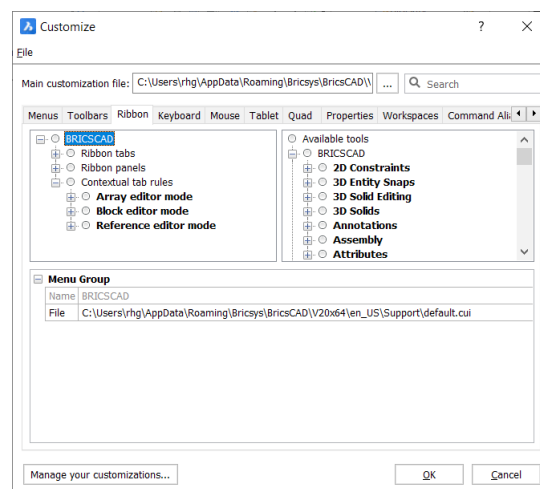 Customize ?
File
Main customization file: C:\Users\rhg\AppData\Roaming\Bricsys\BricsCAD\\ ... Search
Menus Toolbars Ribbon Keyboard Mouse Tablet Quad Properties Workspaces Command Ali
BRICSCAD
Ribbon tabs
Ribbon panels
Contextual tab rules
Array editor mode
Block editor mode
Reference editor mode
Available tools
BRICSCAD
2D Constraints
3D Entity Snaps
3D Solid Editing
3D Solids
Annotations
Assembly
Attributes
Menu Group
Name BRICSCAD
File C:\Users\rhg\AppData\Roaming\Bricsys\BricsCAD\V20x64\en_US\Support\default.cui
Manage your customizations... OK Cancel